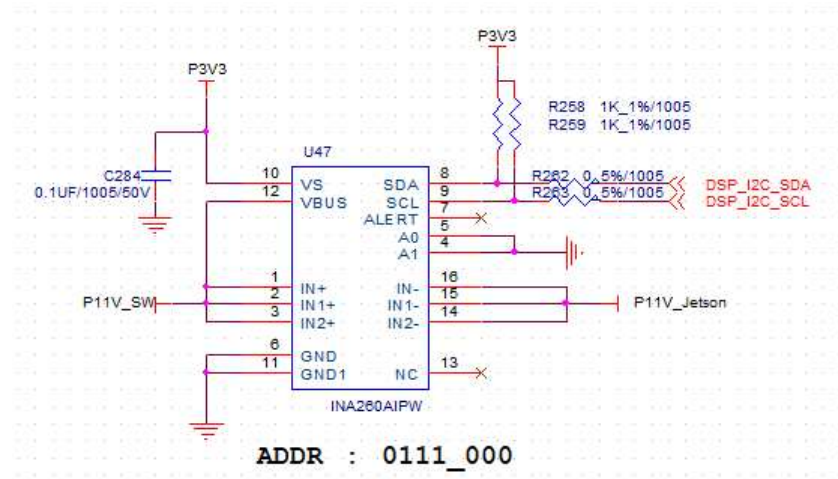 P3V3
P3V3
R258 1K_1%/1005
R259 1K_1%/1005
C284
0.1UF/1005/50V
U47
10 VS
12 VBUS
SDA 8
SCL 9
ALERT 7
A0 5
A1 4
R262 0_5%/1005
R263 0_5%/1005
DSP_I2C_SDA
DSP_I2C_SCL
P11V_SW
1 IN+
2 IN1+
3 IN2+
IN- 16
IN1- 15
IN2- 14
P11V_Jetson
6 GND
11 GND1
NC 13
INA260AIPW
ADDR : 0111_000